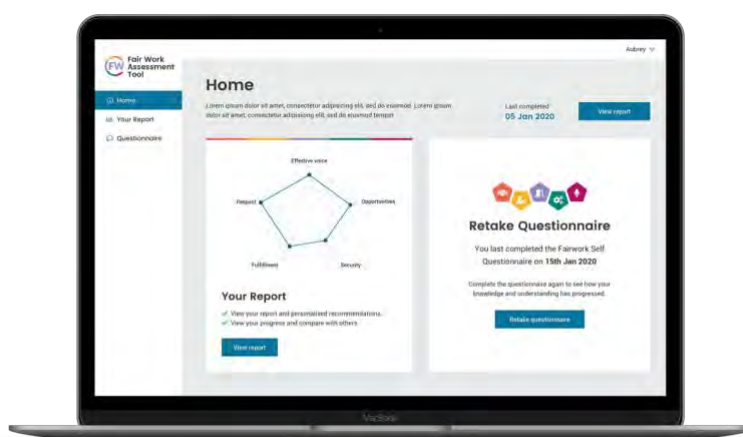 Aubrey
FW
Fair Work
Assessment
Tool
Home
Your Report
Questionnaire
Home
Lorem ipsum dolor sit amet, consectetur adipisicing elit, sed do eiusmod. Lorem ipsum
dolor sit amet, consectetur adipisicing elit, sed do eiusmod tempor
Last completed
05 Jan 2020
View report
Effective voice
Respect
Opportunities
Fulfillment
Security
Your Report
View your report and personalised recommendations.
View your progress and compare with others
View report
Retake Questionnaire
You last completed the Fairwork Self
Questionnaire on 15th Jan 2020
Complete the questionnaire again to see how your
knowledge and understanding has progressed.
Retake questionnaire
MacBook